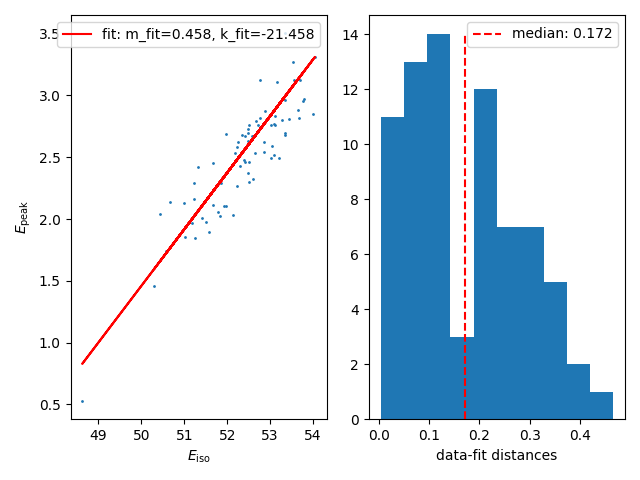 fit: m_fit=0.458, k_fit=-21.458
3.5
3.0
2.5
2.0
1.5
1.0
0.5
E_peak
49 50 51 52 53 54
E_iso
median: 0.172
14
12
10
8
6
4
2
0
0.0 0.1 0.2 0.3 0.4
data-fit distances